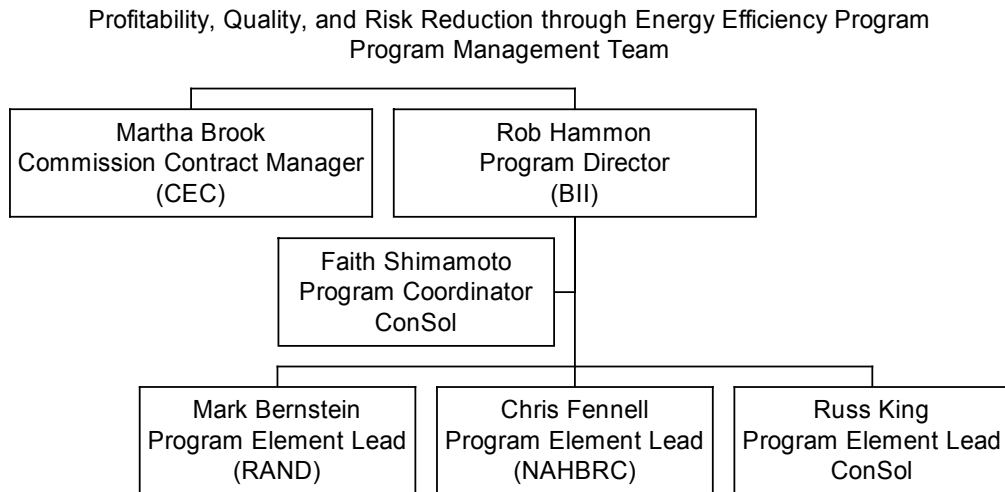 Profitability, Quality, and Risk Reduction through Energy Efficiency Program
Program Management Team
Martha Brook
Commission Contract Manager
(CEC)
Rob Hammon
Program Director
(BII)
Faith Shimamoto
Program Coordinator
ConSol
Mark Bernstein
Program Element Lead
(RAND)
Chris Fennell
Program Element Lead
(NAHBRC)
Russ King
Program Element Lead
ConSol